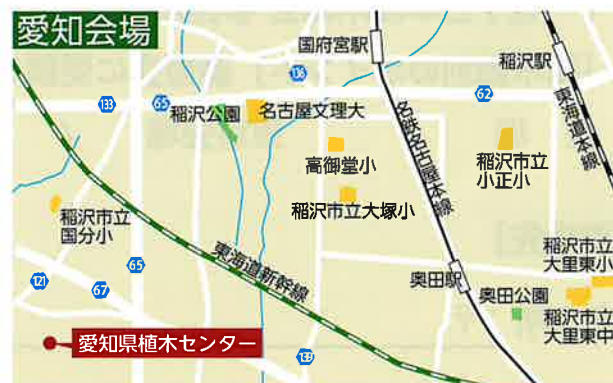 愛知会場
国府宮駅
稲沢駅
136
133
65
62
稲沢公園
名古屋文理大
東海道本線
名鉄名古屋本線
高御堂小
稲沢市立
小正小
稲沢市立大塚小
稲沢市立
国分小
東海道新幹線
65
121
67
奥田駅
奥田公園
稲沢市立
大里東小
稲沢市立
大里東中
愛知県植木センター
133